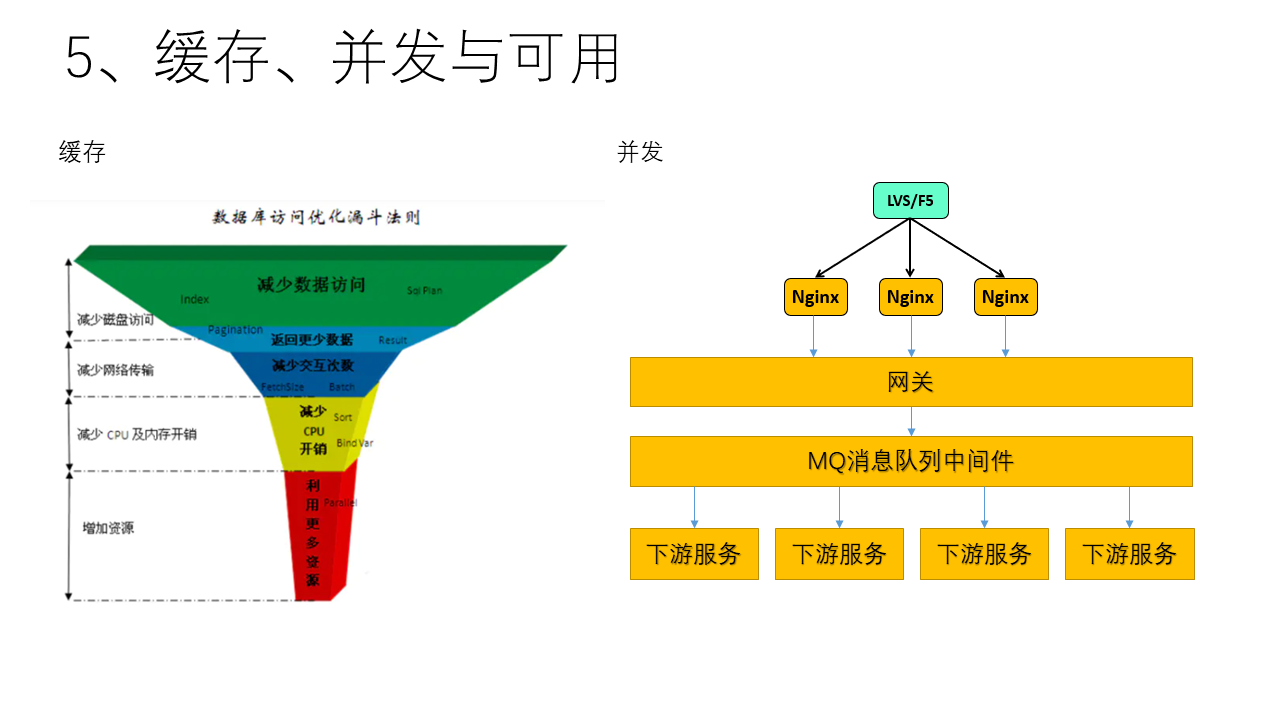 5、缓存、并发与可用
缓存
数据库访问优化漏斗法则
减少数据访问
Index
Sql Plan
减少磁盘访问
Pagination
返回更少数据
Result
减少网络传输
减少交互次数
FetchSize
Batch
减少 CPU 及内存开销
减少
Sort
CPU
开销
Bind Var
增加资源
利
用
Parallel
更
多
资
源
并发
LVS/F5
Nginx
Nginx
Nginx
网关
MQ消息队列中间件
下游服务
下游服务
下游服务
下游服务